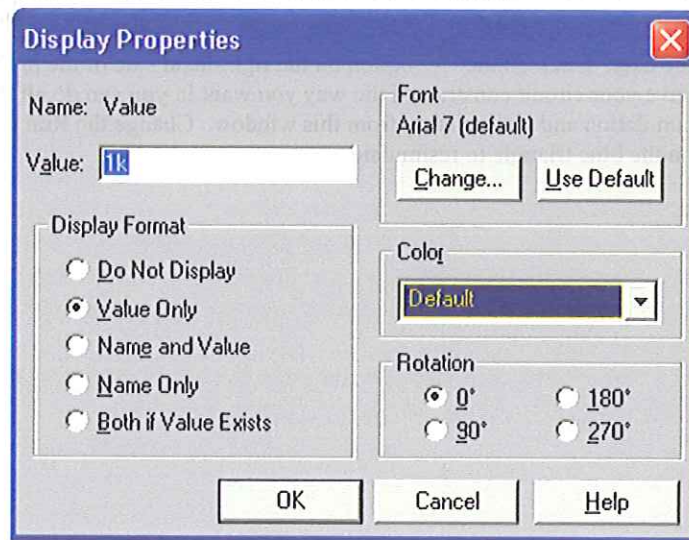 Display Properties
Name: Value
Value: 1k
Display Format
Do Not Display
Value Only
Name and Value
Name Only
Both if Value Exists
Font
Arial 7 (default)
Change...
Use Default
Color
Default
Rotation
0°
180°
90°
270°
OK
Cancel
Help